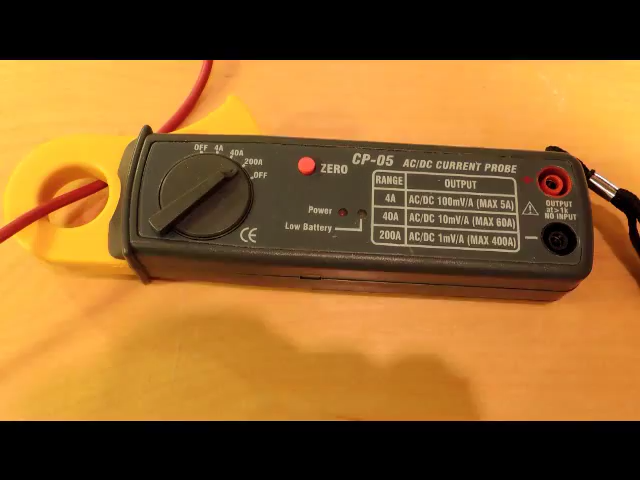 OFF 4A 40A 200A OFF
ZERO
CP-05 AC/DC CURRENT PROBE
RANGE OUTPUT
4A AC/DC 100mV/A (MAX 5A)
40A AC/DC 10mV/A (MAX 60A)
200A AC/DC 1mV/A (MAX 400A)
Power
Low Battery
CE
OUTPUT
at > 1k
NO INPUT